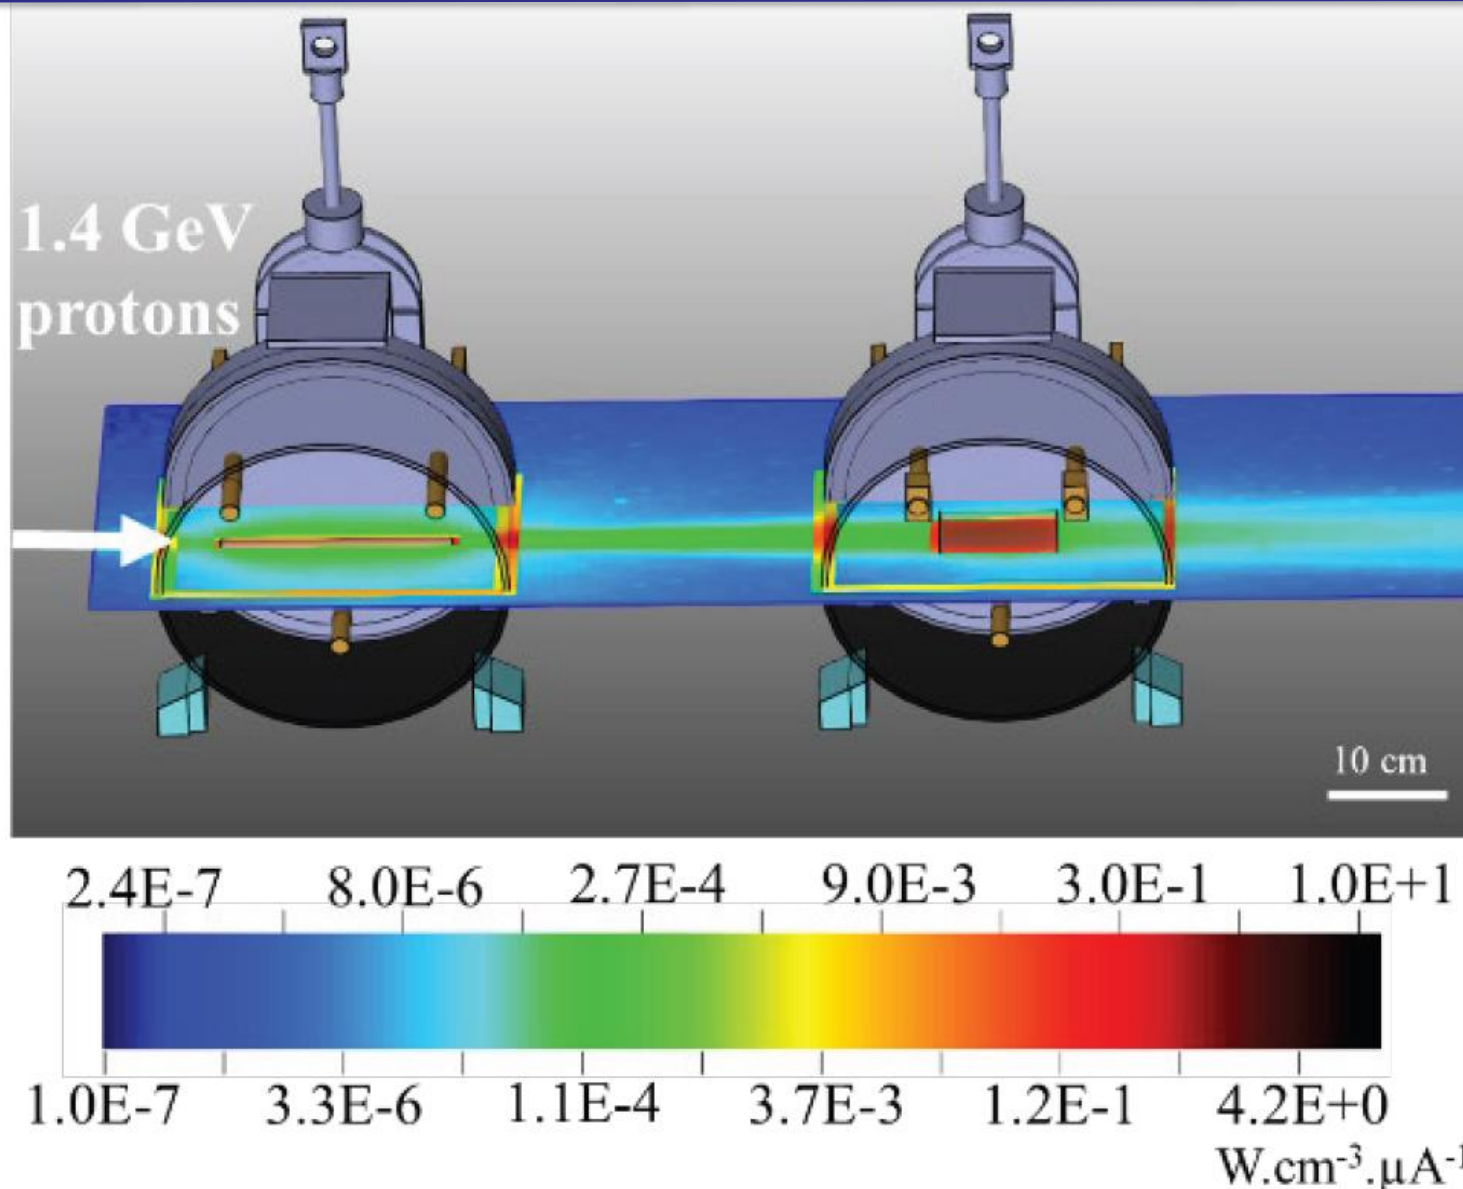 1.4 GeV
protons
10 cm
2.4E-7 8.0E-6 2.7E-4 9.0E-3 3.0E-1 1.0E+1
1.0E-7 3.3E-6 1.1E-4 3.7E-3 1.2E-1 4.2E+0
W.cm⁻³.µA⁻¹